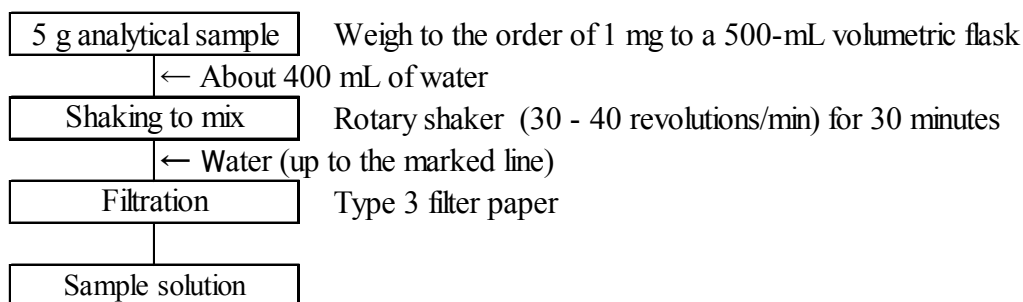 5 g analytical sample Weigh to the order of 1 mg to a 500-mL volumetric flask
← About 400 mL of water
Shaking to mix Rotary shaker (30 - 40 revolutions/min) for 30 minutes
← Water (up to the marked line)
Filtration Type 3 filter paper
Sample solution